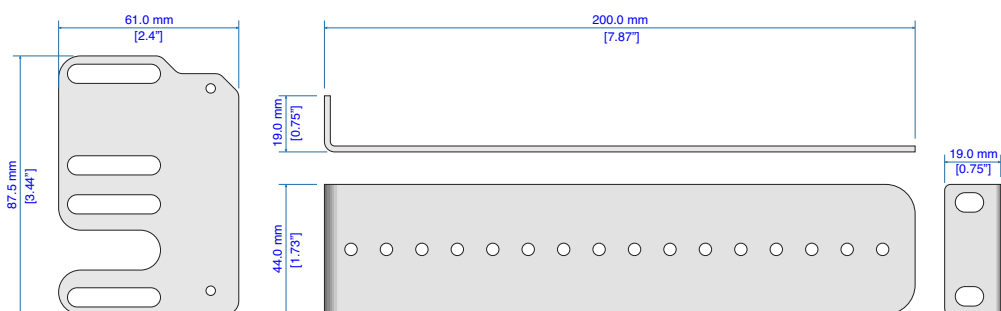 61.0 mm
[2.4”]
200.0 mm
[7.87”]
87.5 mm
[3.44”]
19.0 mm
[0.75”]
44.0 mm
[1.73”]
19.0 mm
[0.75”]